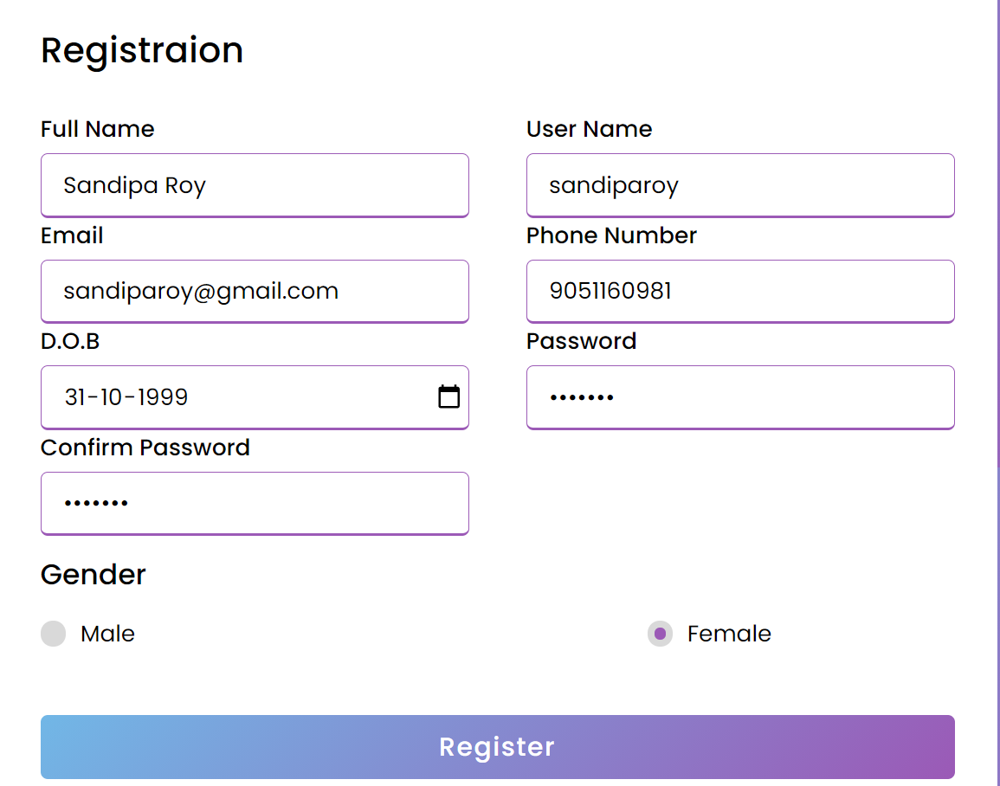 Registraion
Full Name
User Name
Sandipa Roy
sandiparoy
Email
Phone Number
sandiparoy@gmail.com
9051160981
D.O.B
Password
31-10-1999
•••••••
Confirm Password
•••••••
Gender
Male
Female
Register